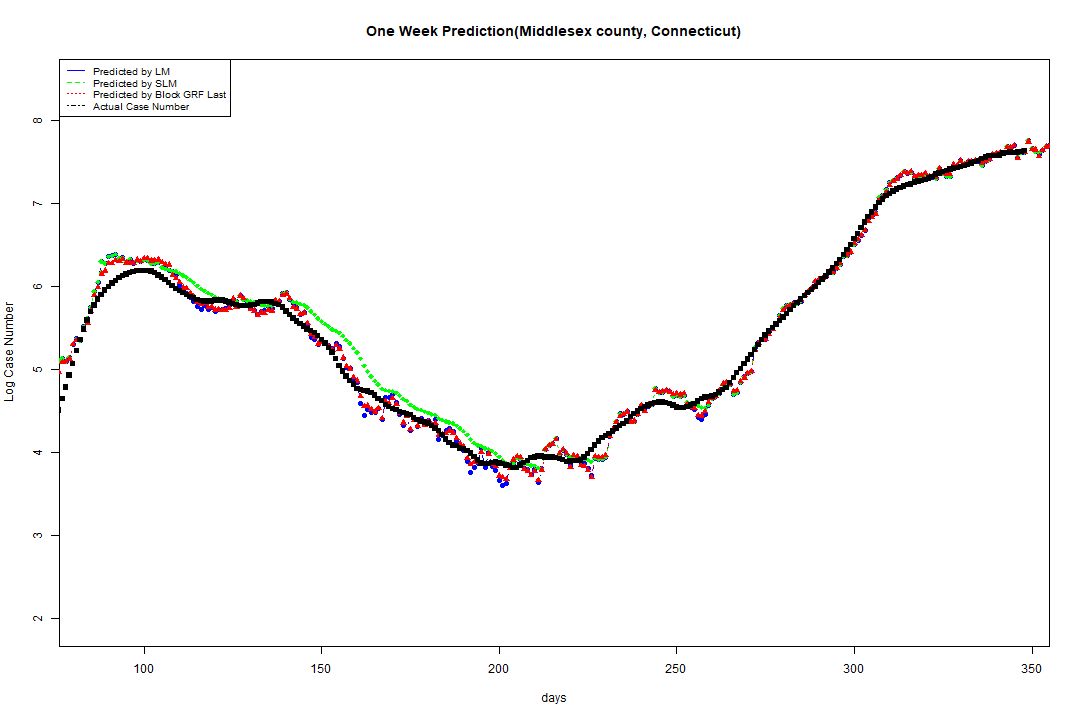 One Week Prediction(Middlesex county, Connecticut)
Predicted by LM
Predicted by SLM
Predicted by Block GRF Last
Actual Case Number
Log Case Number
8
7
6
5
4
3
2
100 150 200 250 300 350
days